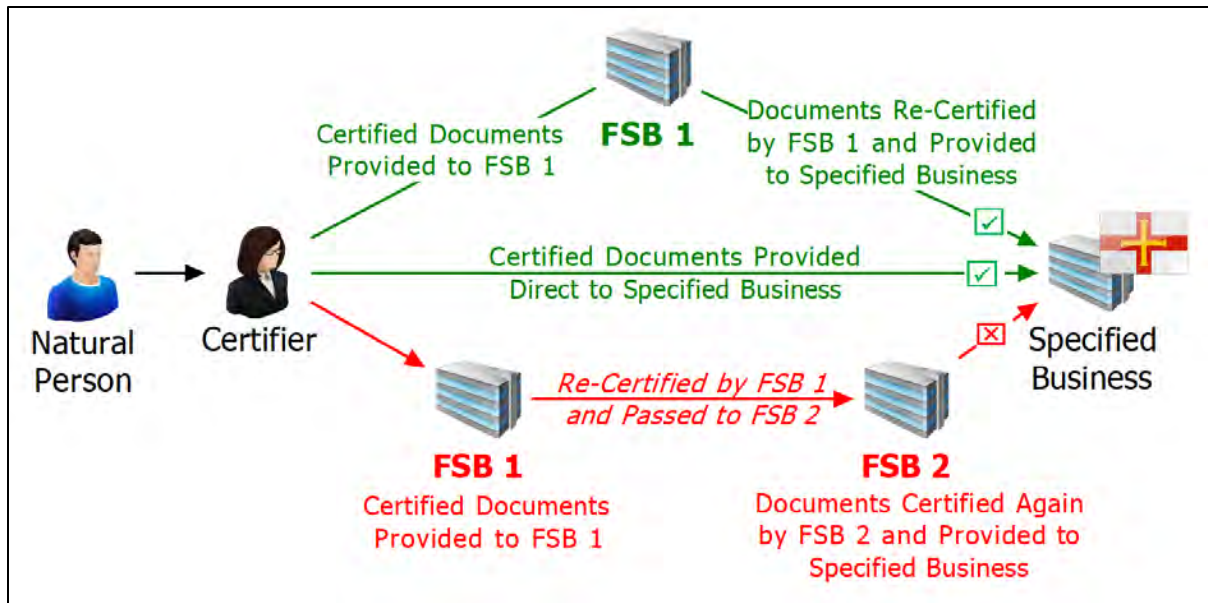 FSB 1
Certified Documents
Provided to FSB 1
Documents Re-Certified
by FSB 1 and Provided
to Specified Business
Certified Documents Provided
Direct to Specified Business
Natural
Person
Certifier
Specified
Business
Re-Certified by FSB 1
and Passed to FSB 2
FSB 1
Certified Documents
Provided to FSB 1
FSB 2
Documents Certified Again
by FSB 2 and Provided to
Specified Business